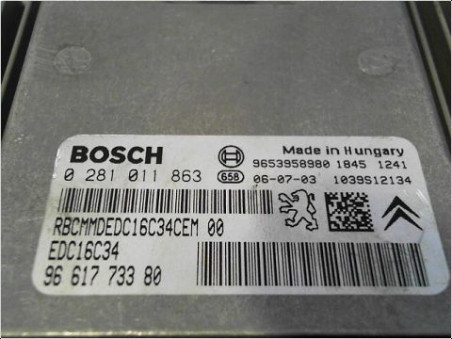 BOSCH
Made in Hungary
9653958980 1845 1241
0 281 011 863
658
06-07-03 1039S12134
RBCMMDEDC16C34CEM 00
EDC16C34
96 617 733 80